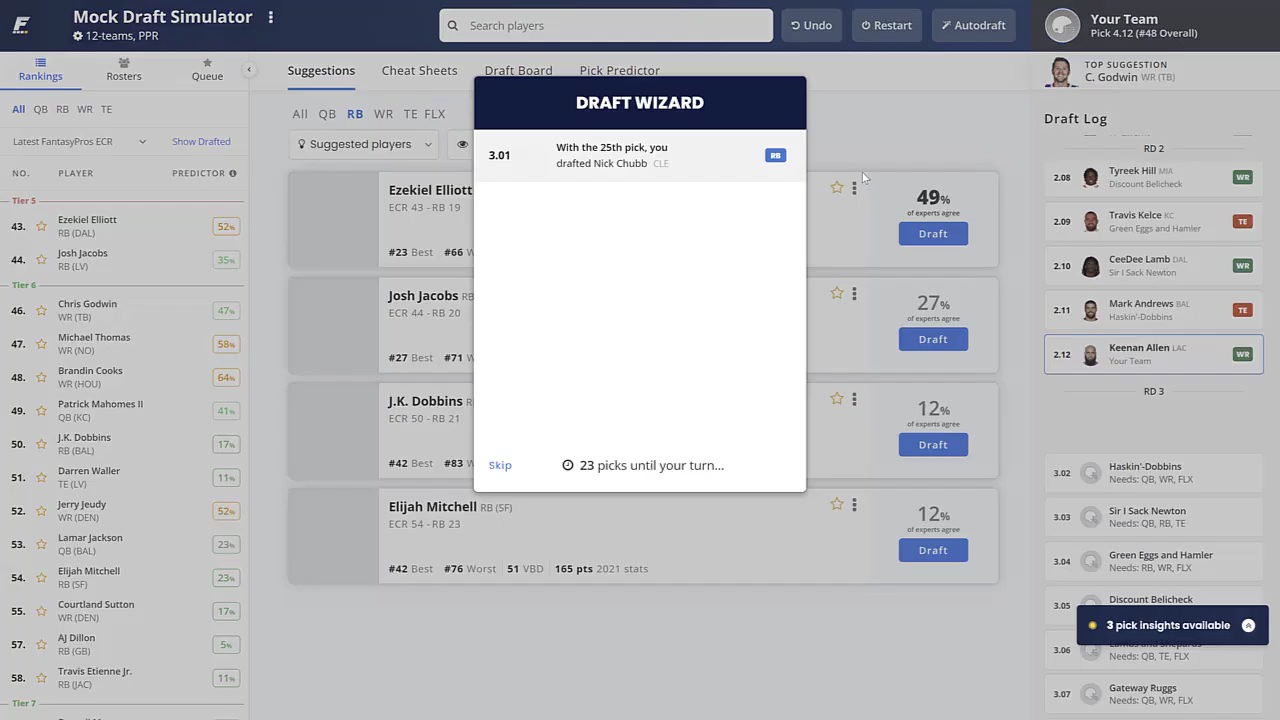 Mock Draft Simulator
12-teams, PPR
Search players
Undo
Restart
Autodraft
Your Team
Pick 4.12 (#48 Overall)
Rankings
Rosters
Queue
All QB RB WR TE
Latest FantasyPros ECR
Show Drafted
NO. PLAYER PREDICTOR
Tier 5
43. Ezekiel Elliott
RB (DAL)
52%
44. Josh Jacobs
RB (LV)
35%
Tier 6
46. Chris Godwin
WR (TB)
47%
47. Michael Thomas
WR (NO)
58%
48. Brandin Cooks
WR (HOU)
64%
49. Patrick Mahomes II
QB (KC)
41%
50. J.K. Dobbins
RB (BAL)
17%
51. Darren Waller
TE (LV)
11%
52. Jerry Jeudy
WR (DEN)
52%
53. Lamar Jackson
QB (BAL)
23%
54. Elijah Mitchell
RB (SF)
23%
55. Courtland Sutton
WR (DEN)
17%
57. AJ Dillon
RB (GB)
5%
58. Travis Etienne Jr.
RB (JAC)
11%
Tier 7
Suggestions
Cheat Sheets
Draft Board
Pick Predictor
All QB RB WR TE FLX
Suggested players
Ezekiel Elliott
ECR 43 - RB 19
#23 Best #66 W
49%
of experts agree
Draft
Josh Jacobs RB
ECR 44 - RB 20
#27 Best #71 W
27%
of experts agree
Draft
J.K. Dobbins R
ECR 50 - RB 21
#42 Best #83 W
12%
of experts agree
Draft
Elijah Mitchell RB (SF)
ECR 54 - RB 23
#42 Best #76 Worst 51 VBD 165 pts 2021 stats
12%
of experts agree
Draft
DRAFT WIZARD
3.01
With the 25th pick, you
drafted Nick Chubb CLE
RB
Skip
23 picks until your turn...
TOP SUGGESTION
C. Godwin WR (TB)
Draft Log
RD 2
2.08
Tyreek Hill MIA
Discount Belicheck
WR
2.09
Travis Kelce KC
Green Eggs and Hamler
TE
2.10
CeeDee Lamb DAL
Sir I Sack Newton
WR
2.11
Mark Andrews BAL
Haskin'-Dobbins
TE
2.12
Keenan Allen LAC
Your Team
WR
RD 3
3.02
Haskin'-Dobbins
Needs: QB, WR, FLX
3.03
Sir I Sack Newton
Needs: QB, RB, TE
3.04
Green Eggs and Hamler
Needs: RB, WR, FLX
3.05
Discount Belicheck
3 pick insights available
3.06
Needs: QB, TE, FLX
3.07
Gateway Ruggs
Needs: QB, WR, FLX